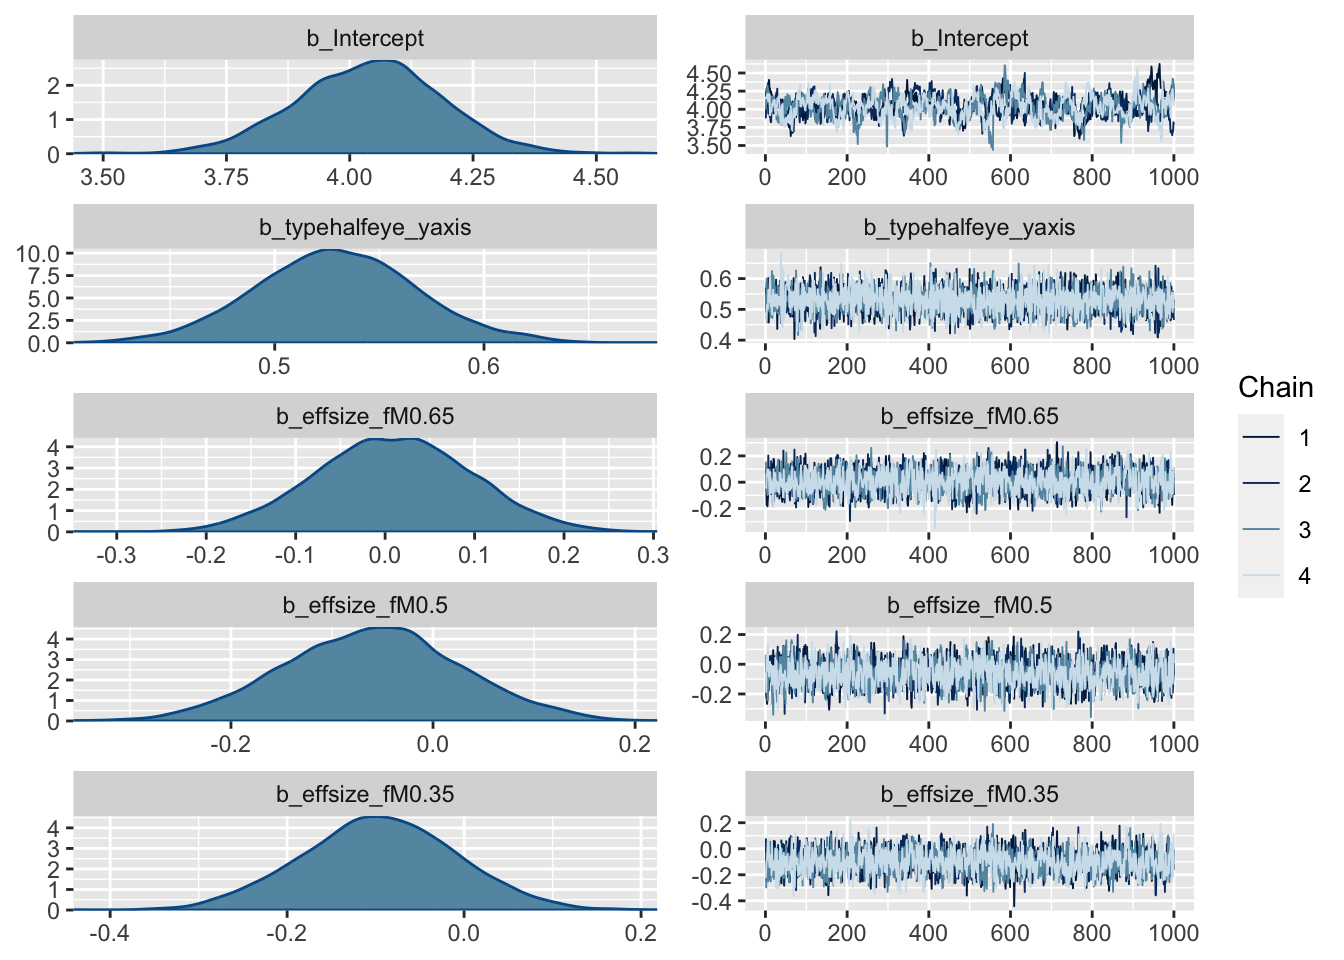 b_Intercept
2
1
0
3.50 3.75 4.00 4.25 4.50
b_Intercept
4.50
4.25
4.00
3.75
3.50
0 200 400 600 800 1000
b_typehalfeye_yaxis
10.0
7.5
5.0
2.5
0.0
0.5 0.6
b_typehalfeye_yaxis
0.6
0.5
0.4
0 200 400 600 800 1000
b_effsize_fM0.65
4
3
2
1
0
-0.3 -0.2 -0.1 0.0 0.1 0.2 0.3
b_effsize_fM0.65
0.2
0.0
-0.2
0 200 400 600 800 1000
b_effsize_fM0.5
4
3
2
1
0
-0.2 0.0 0.2
b_effsize_fM0.5
0.2
0.0
-0.2
0 200 400 600 800 1000
b_effsize_fM0.35
4
3
2
1
0
-0.4 -0.2 0.0 0.2
b_effsize_fM0.35
0.2
0.0
-0.2
-0.4
0 200 400 600 800 1000
Chain
1
2
3
4